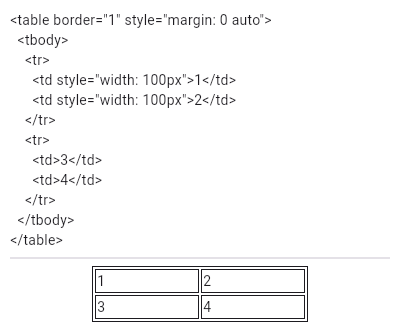 <table border="1" style="margin: 0 auto">
  <tbody>
    <tr>
      <td style="width: 100px">1</td>
      <td style="width: 100px">2</td>
    </tr>
    <tr>
      <td>3</td>
      <td>4</td>
    </tr>
  </tbody>
</table>
1 2
3 4